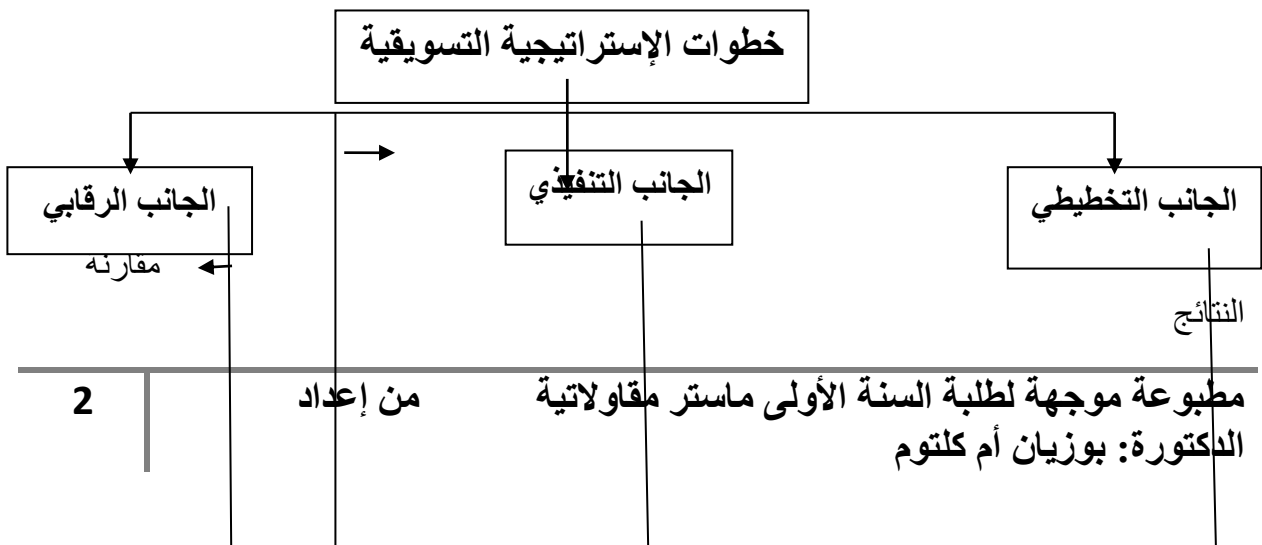 خطوات الإستراتيجية التسويقية
الجانب التخطيطي
الجانب التنفيذي
الجانب الرقابي
مقارنه
النتائج
مطبوعة موجهة لطلبة السنة الأولى ماستر مقاولاتية من إعداد 2
الدكتورة: بوزيان أم كلتوم